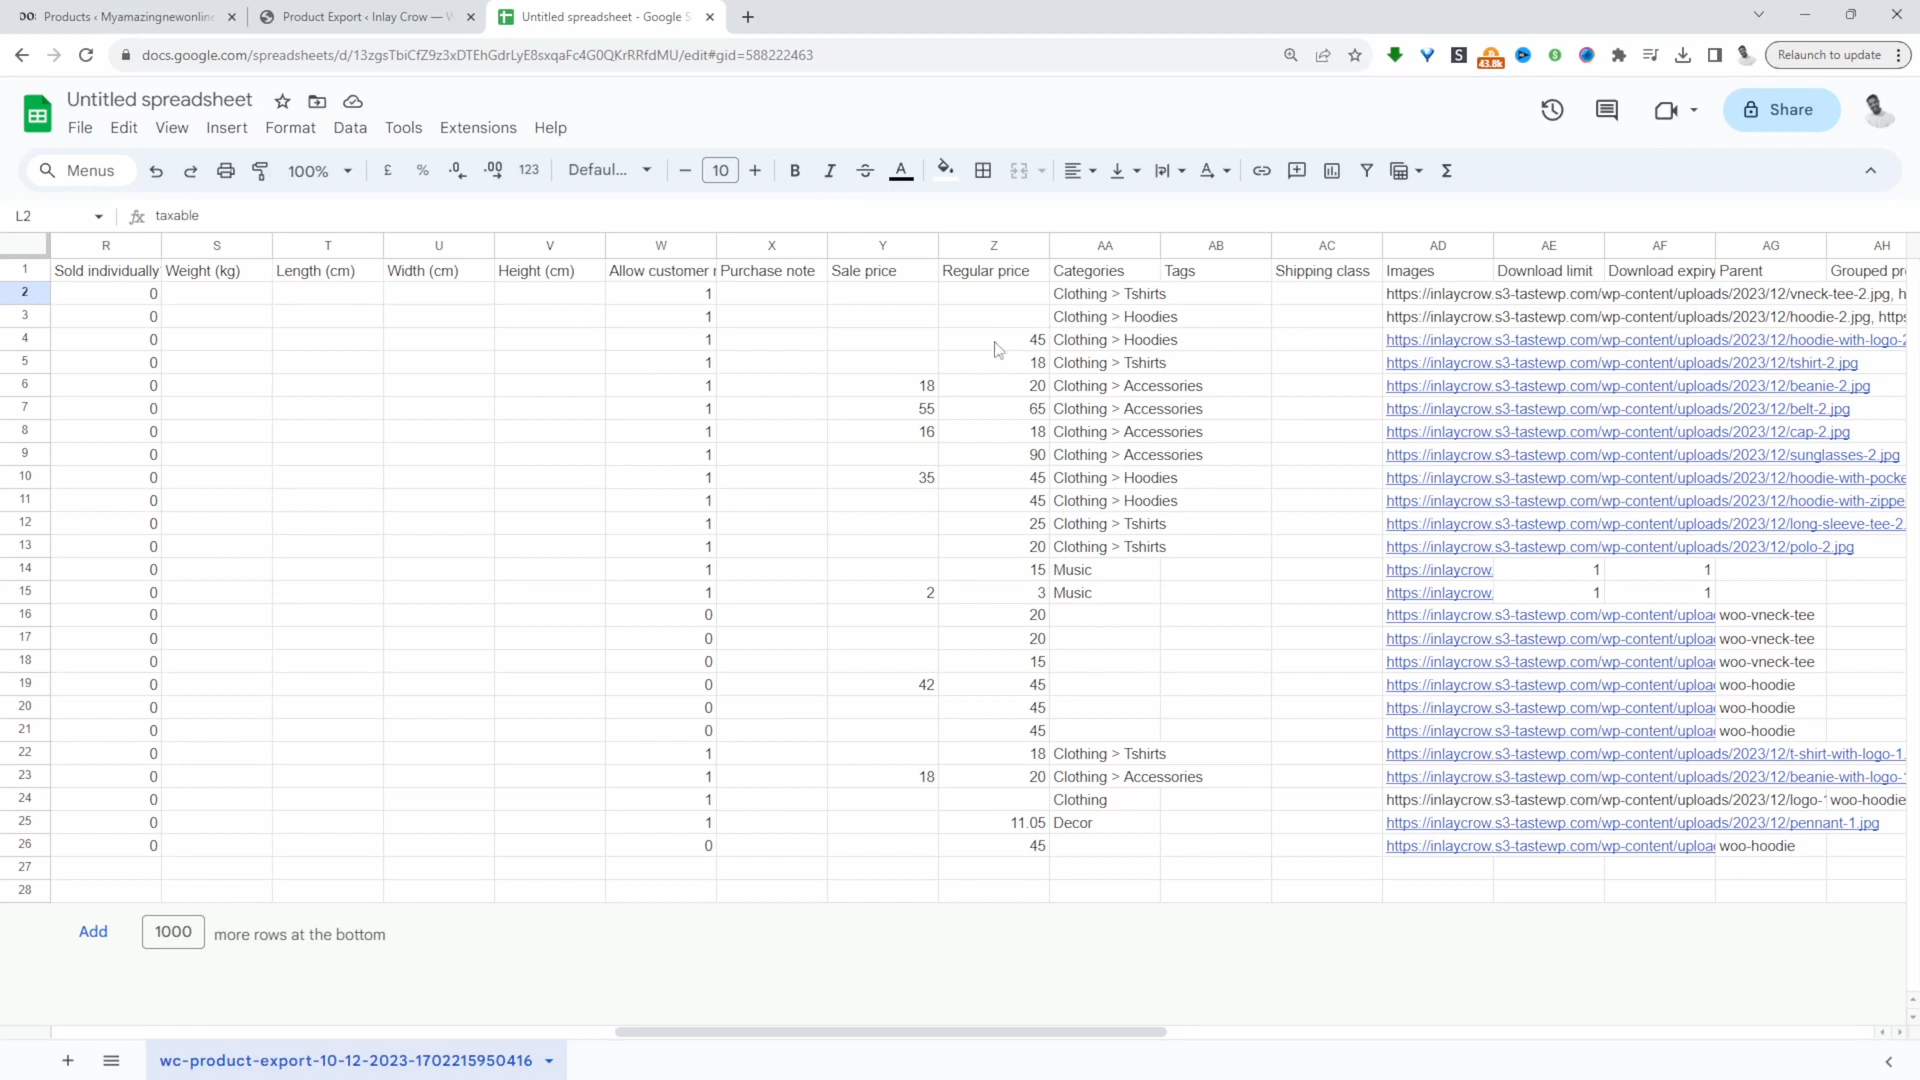 Products ‹ Myamazingnewonline
Product Export ‹ Inlay Crow — W
Untitled spreadsheet - Google S
docs.google.com/spreadsheets/d/13zgsTbiCfZ9z3xDTEhGdrLyE8sxqaFc4G0QKrRRfdMU/edit#gid=588222463
43.8k
Relaunch to update
Untitled spreadsheet
File Edit View Insert Format Data Tools Extensions Help
Share
Menus 100% £ % .0 .00 123 Defaul... 10 B I A Σ
L2 fx taxable
R S T U V W X Y Z AA AB AC AD AE AF AG AH
1 Sold individually Weight (kg) Length (cm) Width (cm) Height (cm) Allow customer r Purchase note Sale price Regular price Categories Tags Shipping class Images Download limit Download expiry Parent Grouped pr
2 0 1 Clothing > Tshirts https://inlaycrow.s3-tastewp.com/wp-content/uploads/2023/12/vneck-tee-2.jpg, h
3 0 1 Clothing > Hoodies https://inlaycrow.s3-tastewp.com/wp-content/uploads/2023/12/hoodie-2.jpg, https
4 0 1 45 Clothing > Hoodies https://inlaycrow.s3-tastewp.com/wp-content/uploads/2023/12/hoodie-with-logo-2
5 0 1 18 Clothing > Tshirts https://inlaycrow.s3-tastewp.com/wp-content/uploads/2023/12/tshirt-2.jpg
6 0 1 18 20 Clothing > Accessories https://inlaycrow.s3-tastewp.com/wp-content/uploads/2023/12/beanie-2.jpg
7 0 1 55 65 Clothing > Accessories https://inlaycrow.s3-tastewp.com/wp-content/uploads/2023/12/belt-2.jpg
8 0 1 16 18 Clothing > Accessories https://inlaycrow.s3-tastewp.com/wp-content/uploads/2023/12/cap-2.jpg
9 0 1 90 Clothing > Accessories https://inlaycrow.s3-tastewp.com/wp-content/uploads/2023/12/sunglasses-2.jpg
10 0 1 35 45 Clothing > Hoodies https://inlaycrow.s3-tastewp.com/wp-content/uploads/2023/12/hoodie-with-pocke
11 0 1 45 Clothing > Hoodies https://inlaycrow.s3-tastewp.com/wp-content/uploads/2023/12/hoodie-with-zippe
12 0 1 25 Clothing > Tshirts https://inlaycrow.s3-tastewp.com/wp-content/uploads/2023/12/long-sleeve-tee-2.
13 0 1 20 Clothing > Tshirts https://inlaycrow.s3-tastewp.com/wp-content/uploads/2023/12/polo-2.jpg
14 0 1 15 Music https://inlaycrow. 1 1
15 0 1 2 3 Music https://inlaycrow. 1 1
16 0 0 20 https://inlaycrow.s3-tastewp.com/wp-content/uploa woo-vneck-tee
17 0 0 20 https://inlaycrow.s3-tastewp.com/wp-content/uploa woo-vneck-tee
18 0 0 15 https://inlaycrow.s3-tastewp.com/wp-content/uploa woo-vneck-tee
19 0 0 42 45 https://inlaycrow.s3-tastewp.com/wp-content/uploa woo-hoodie
20 0 0 45 https://inlaycrow.s3-tastewp.com/wp-content/uploa woo-hoodie
21 0 0 45 https://inlaycrow.s3-tastewp.com/wp-content/uploa woo-hoodie
22 0 1 18 Clothing > Tshirts https://inlaycrow.s3-tastewp.com/wp-content/uploads/2023/12/t-shirt-with-logo-1.
23 0 1 18 20 Clothing > Accessories https://inlaycrow.s3-tastewp.com/wp-content/uploads/2023/12/beanie-with-logo-1
24 0 1 Clothing https://inlaycrow.s3-tastewp.com/wp-content/uploads/2023/12/logo-1 woo-hoodie
25 0 1 11.05 Decor https://inlaycrow.s3-tastewp.com/wp-content/uploads/2023/12/pennant-1.jpg
26 0 0 45 https://inlaycrow.s3-tastewp.com/wp-content/uploa woo-hoodie
27
28
Add 1000 more rows at the bottom
wc-product-export-10-12-2023-1702215950416